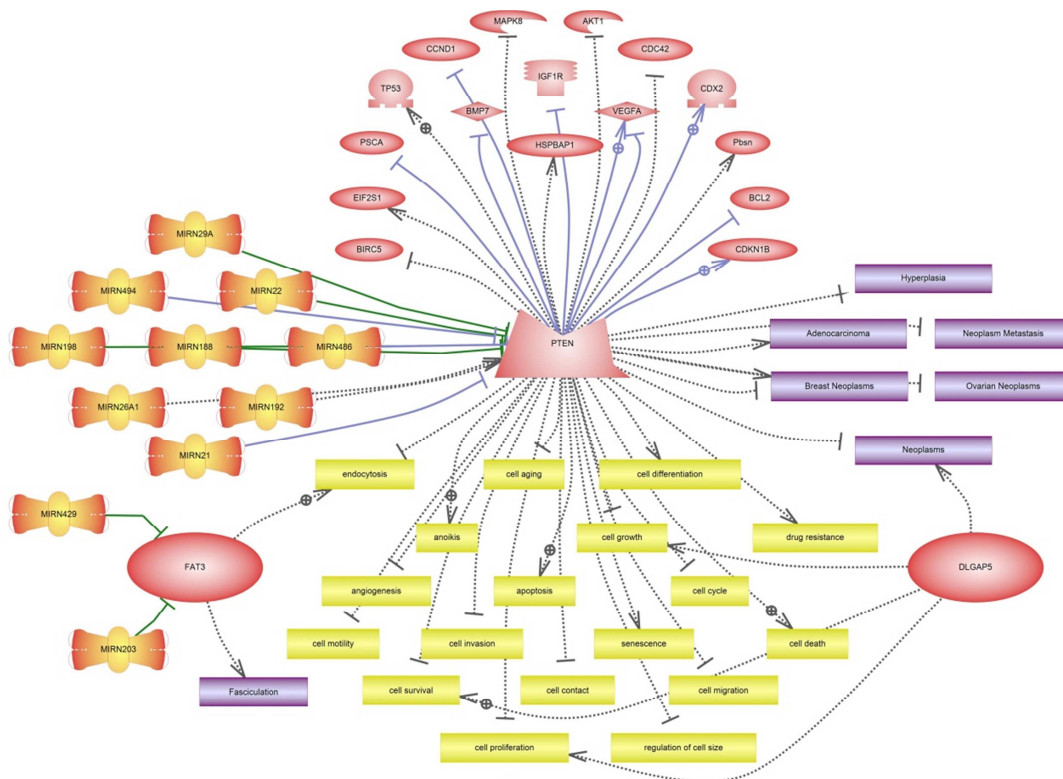 MAPK8
AKT1
CCND1
CDC42
IGF1R
TP53
CDX2
BMP7
VEGFA
PSCA
HSPBAP1
Pbsn
EIF2S1
BCL2
BIRC5
CDKN1B
MIRN29A
MIRN494
MIRN22
Hyperplasia
PTEN
Adenocarcinoma
Neoplasm Metastasis
MIRN198
MIRN188
MIRN486
Breast Neoplasms
Ovarian Neoplasms
MIRN26A1
MIRN192
MIRN21
Neoplasms
endocytosis
cell aging
cell differentiation
MIRN429
anoikis
cell growth
drug resistance
FAT3
DLGAP5
angiogenesis
apoptosis
cell cycle
cell motility
cell invasion
senescence
cell death
MIRN203
Fasciculation
cell survival
cell contact
cell migration
cell proliferation
regulation of cell size